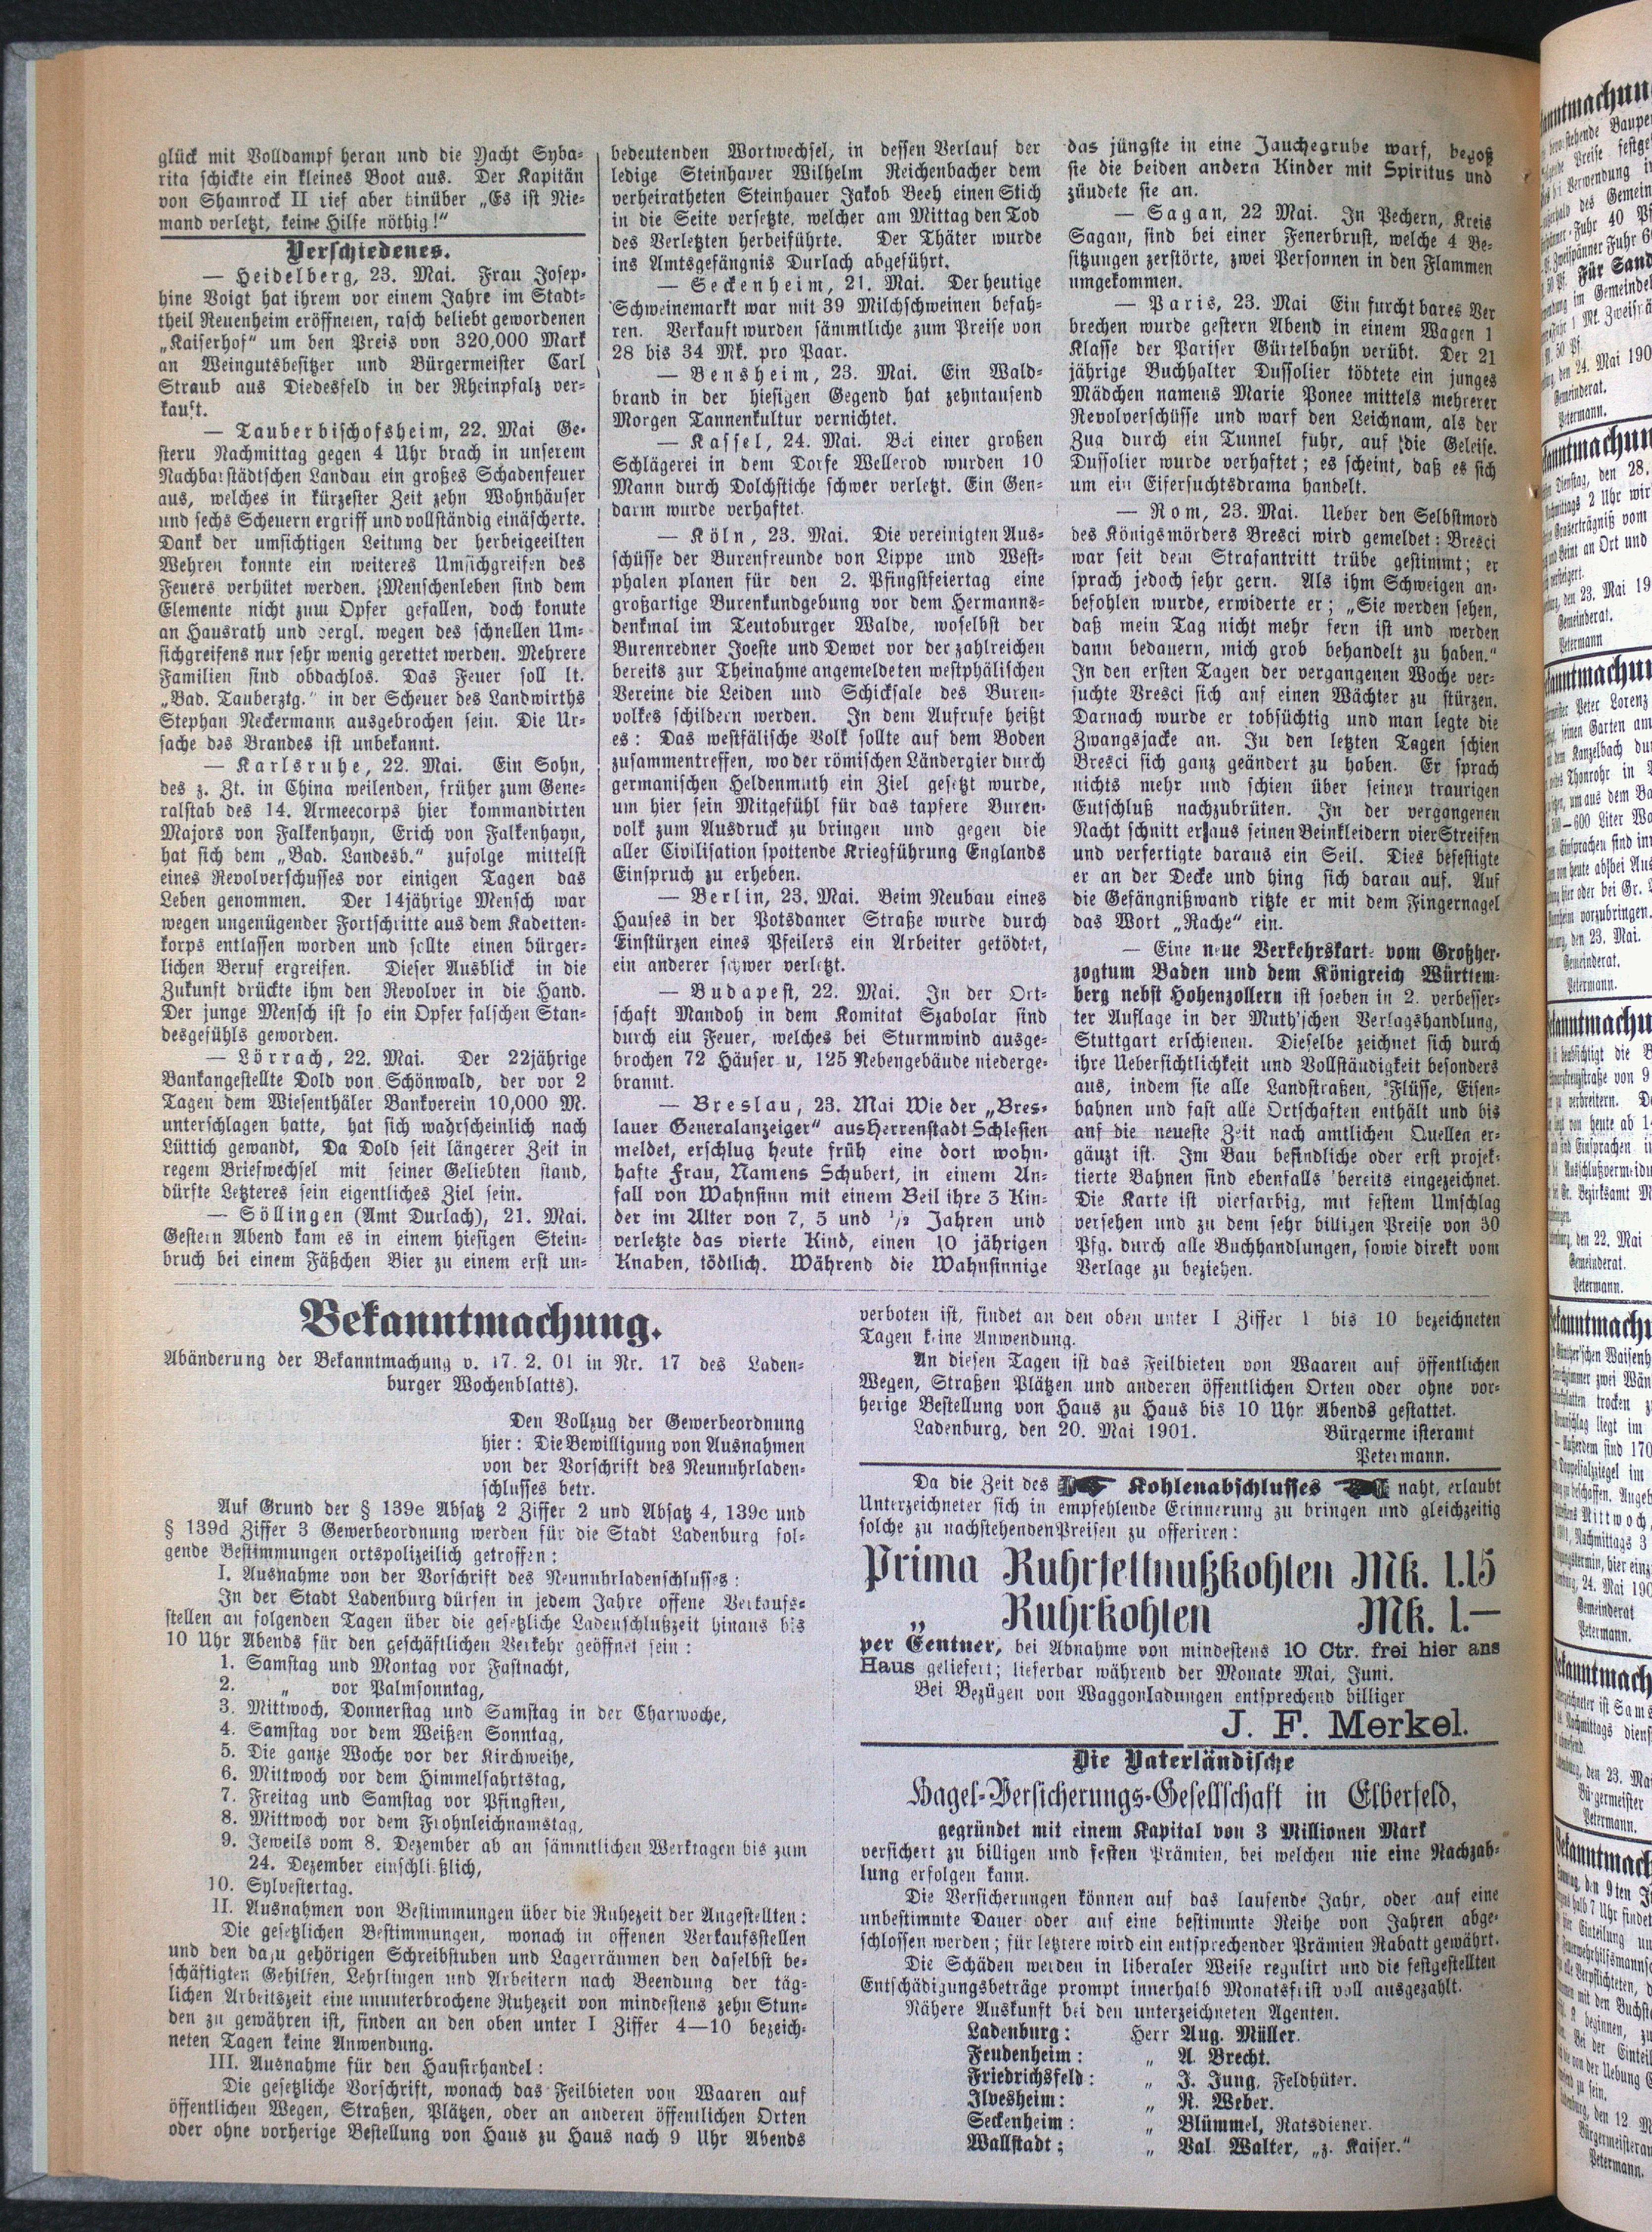 glück mit Volldampf heran und die Yacht Syba-
rita schickte ein kleines Boot aus. Der Kapitän
von Shamrock II rief aber hinüber „Es ist Nie-
mand verletzt, keine Hilfe nöthig!“
Verschiedenes.
— Heidelberg, 23. Mai. Frau Josep-
hine Voigt hat ihrem vor einem Jahre im Stadt-
theil Neuenheim eröffneten, rasch beliebt gewordenen
„Kaiserhof“ um den Preis von 320,000 Mark
an Weingutsbesitzer und Bürgermeister Carl
Straub aus Diedesfeld in der Rheinpfalz ver-
kauft.
— Tauberbischofsheim, 22. Mai Ge-
stern Nachmittag gegen 4 Uhr brach in unserem
Nachbarstädtschen Landau ein großes Schadenfeuer
aus, welches in kürzester Zeit zehn Wohnhäuser
und sechs Scheuern ergriff und vollständig einäscherte.
Dank der umsichtigen Leitung der herbeigeeilten
Wehren konnte ein weiteres Umsichgreifen des
Feuers verhütet werden. Menschenleben sind dem
Elemente nicht zum Opfer gefallen, doch konute
an Hausrath und dergl. wegen des schnellen Um-
sichgreifens nur sehr wenig gerettet werden. Mehrere
Familien sind obdachlos. Das Feuer soll lt.
„Bad. Tauberztg.“ in der Scheuer des Landwirths
Stephan Neckermann ausgebrochen sein. Die Ur-
sache des Brandes ist unbekannt.
— Karlsruhe, 22. Mai. Ein Sohn,
des z. Zt. in China weilenden, früher zum Gene-
ralstab des 14. Armeecorps hier kommandirten
Majors von Falkenhayn, Erich von Falkenhayn,
hat sich dem „Bad. Landesb.“ zufolge mittelst
eines Revolverschusses vor einigen Tagen das
Leben genommen. Der 14jährige Mensch war
wegen ungenügender Fortschritte aus dem Kadetten-
korps entlassen worden und sollte einen bürger-
lichen Beruf ergreifen. Dieser Ausblick in die
Zukunft drückte ihm den Revolver in die Hand.
Der junge Mensch ist so ein Opfer falschen Stan-
desgefühls geworden.
— Lörrach, 22. Mai. Der 22jährige
Bankangestellte Dold von Schönwald, der vor 2
Tagen dem Wiesenthäler Bankverein 10,000 M.
unterschlagen hatte, hat sich wahrscheinlich nach
Lüttich gewandt. Da Dold seit längerer Zeit in
regem Briefwechsel mit seiner Geliebten stand,
dürfte Letzteres sein eigentliches Ziel sein.
— Söllingen (Amt Durlach), 21. Mai.
Gestern Abend kam es in einem hiesigen Stein-
bruch bei einem Fäßchen Bier zu einem erst un-
bedeutenden Wortwechsel, in dessen Verlauf der
ledige Steinhauer Wilhelm Reichenbacher dem
verheiratheten Steinhauer Jakob Beeh einen Stich
in die Seite versetzte, welcher am Mittag den Tod
des Verletzten herbeiführte. Der Thäter wurde
ins Amtsgefängnis Durlach abgeführt.
— Seckenheim, 21. Mai. Der heutige
Schweinemarkt war mit 39 Milchschweinen befah-
ren. Verkauft wurden sämmtliche zum Preise von
28 bis 34 Mk. pro Paar.
— Bensheim, 23. Mai. Ein Wald-
brand in der hiesigen Gegend hat zehntausend
Morgen Tannenkultur vernichtet.
— Kassel, 24. Mai. Bei einer großen
Schlägerei in dem Dorfe Wellerod wurden 10
Mann durch Dolchstiche schwer verletzt. Ein Gen-
darm wurde verhaftet.
— Köln, 23. Mai. Die vereinigten Aus-
schüsse der Burenfreunde von Lippe und West-
phalen planen für den 2. Pfingstfeiertag eine
großartige Burenkundgebung vor dem Hermanns-
denkmal im Teutoburger Walde, woselbst der
Burenredner Joeste und Dewet vor der zahlreichen
bereits zur Theinahme angemeldeten westphälischen
Vereine die Leiden und Schicksale des Buren-
volkes schildern werden. In dem Aufrufe heißt
es: Das westfälische Volk sollte auf dem Boden
zusammentreffen, wo der römischen Ländergier durch
germanischen Heldenmuth ein Ziel gesetzt wurde,
um hier sein Mitgefühl für das tapfere Buren-
volk zum Ausdruck zu bringen und gegen die
aller Civilisation spottende Kriegführung Englands
Einspruch zu erheben.
— Berlin, 23. Mai. Beim Neubau eines
Hauses in der Potsdamer Straße wurde durch
Einstürzen eines Pfeilers ein Arbeiter getödtet,
ein anderer schwer verletzt.
— Budapest, 22. Mai. In der Ort-
schaft Mandoh in dem Komitat Szabolar sind
durch eiu Feuer, welches bei Sturmwind ausge-
brochen 72 Häuser u, 125 Nebengebäude niederge-
brannt.
— Breslau, 23. Mai Wie der „Bres-
lauer Generalanzeiger“ aus Herrenstadt Schlesien
meldet, erschlug heute früh eine dort wohn-
hafte Frau, Namens Schubert, in einem An-
fall von Wahnsinn mit einem Beil ihre 3 Kin-
der im Alter von 7, 5 und ½ Jahren und
verletzte das vierte Kind, einen 10 jährigen
Knaben, tödtlich. Während die Wahnsinnige
das jüngste in eine Jauchegrube warf, begoß
sie die beiden andern Kinder mit Spiritus und
zündete sie an.
— Sagan, 22 Mai. In Pechern, Kreis
Sagan, sind bei einer Fenerbrust, welche 4 Be-
sitzungen zerstörte, zwei Personnen in den Flammen
umgekommen.
— Paris, 23. Mai Ein furchtbares Ver
brechen wurde gestern Abend in einem Wagen 1
Klasse der Pariser Gürtelbahn verübt. Der 21
jährige Buchhalter Dussolier tödtete ein junges
Mädchen namens Marie Ponee mittels mehrerer
Revolverschüsse und warf den Leichnam, als der
Zug durch ein Tunnel fuhr, auf die Geleise.
Dussolier wurde verhaftet; es scheint, daß es sich
um ein Eifersuchtsdrama handelt.
— Rom, 23. Mai. Ueber den Selbstmord
des Königsmörders Bresci wird gemeldet: Bresci
war seit dem Strafantritt trübe gestimmt; er
sprach jedoch sehr gern. Als ihm Schweigen an-
befohlen wurde, erwiderte er; „Sie werden sehen,
daß mein Tag nicht mehr fern ist und werden
dann bedauern, mich grob behandelt zu haben.“
In den ersten Tagen der vergangenen Woche ver-
suchte Bresci sich auf einen Wächter zu stürzen.
Darnach wurde er tobsüchtig und man legte die
Zwangsjacke an. In den letzten Tagen schien
Bresci sich ganz geändert zu haben. Er sprach
nichts mehr und schien über seinen traurigen
Entschluß nachzubrüten. In der vergangenen
Nacht schnitt er aus seinen Beinkleidern vier Streifen
und verfertigte daraus ein Seil. Dies befestigte
er an der Decke und hing sich daran auf. Auf
die Gefängnißwand ritzte er mit dem Fingernagel
das Wort „Rache“ ein.
— Eine neue Verkehrskarte vom Großher-
zogtum Baden und dem Königreich Württem-
berg nebst Hohenzollern ist soeben in 2. verbesser-
ter Auflage in der Muth'schen Verlagshandlung,
Stuttgart erschienen. Dieselbe zeichnet sich durch
ihre Uebersichtlichkeit und Vollständigkeit besonders
aus, indem sie alle Landstraßen, Flüsse, Eisen-
bahnen und fast alle Ortschaften enthält und bis
auf die neueste Zeit nach amtlichen Quellen er-
gäuzt ist. Im Bau befindliche oder erst projek-
tierte Bahnen sind ebenfalls bereits eingezeichnet.
Die Karte ist vierfarbig, mit festem Umschlag
versehen und zu dem sehr billigen Preise von 30
Pfg. durch alle Buchhandlungen, sowie direkt vom
Verlage zu beziehen.
Bekanntmachung.
Abänderung der Bekanntmachung v. 17. 2. 01 in Nr. 17 des Laden-
burger Wochenblatts).
Den Vollzug der Gewerbeordnung
hier: Die Bewilligung von Ausnahmen
von der Vorschrift des Neunuhrladen-
schlusses betr.
Auf Grund der § 139e Absatz 2 Ziffer 2 und Absatz 4, 139c und
§ 139d Ziffer 3 Gewerbeordnung werden für die Stadt Ladenburg fol-
gende Bestimmungen ortspolizeilich getroffen:
I. Ausnahme von der Vorschrift des Neunuhrladenschlusses:
In der Stadt Ladenburg dürfen in jedem Jahre offene Verkaufs-
stellen an folgenden Tagen über die gesetzliche Ladenschlußzeit hinaus bis
10 Uhr Abends für den geschäftlichen Verkehr geöffnet sein:
1. Samstag und Montag vor Fastnacht,
2. „ vor Palmsonntag,
3. Mittwoch, Donnerstag und Samstag in der Charwoche,
4. Samstag vor dem Weißen Sonntag,
5. Die ganze Woche vor der Kirchweihe,
6. Mittwoch vor dem Himmelfahrtstag,
7. Freitag und Samstag vor Pfingsten,
8. Mittwoch vor dem Frohnleichnamstag,
9. Jeweils vom 8. Dezember ab an sämmtlichen Werktagen bis zum
24. Dezember einschließlich,
10. Sylvestertag.
II. Ausnahmen von Bestimmungen über die Ruhezeit der Angestellten:
Die gesetzlichen Bestimmungen, wonach in offenen Verkaufsstellen
und den dazu gehörigen Schreibstuben und Lagerräumen den daselbst be-
schäftigten Gehilfen, Lehrlingen und Arbeitern nach Beendung der täg-
lichen Arbeitszeit eine ununterbrochene Ruhezeit von mindestens zehn Stun-
den zu gewähren ist, finden an den oben unter I Ziffer 4—10 bezeich-
neten Tagen keine Anwendung.
III. Ausnahme für den Hausirhandel:
Die gesetzliche Vorschrift, wonach das Feilbieten von Waaren auf
öffentlichen Wegen, Straßen, Plätzen, oder an anderen öffentlichen Orten
oder ohne vorherige Bestellung von Haus zu Haus nach 9 Uhr Abends
verboten ist, findet an den oben unter I Ziffer 1 bis 10 bezeichneten
Tagen keine Anwendung.
An diesen Tagen ist das Feilbieten von Waaren auf öffentlichen
Wegen, Straßen Plätzen und anderen öffentlichen Orten oder ohne vor-
herige Bestellung von Haus zu Haus bis 10 Uhr Abends gestattet.
Ladenburg, den 20. Mai 1901. Bürgermeisteramt
Petermann.
Da die Zeit des Kohlenabschlusses naht, erlaubt
Unterzeichneter sich in empfehlende Erinnerung zu bringen und gleichzeitig
solche zu nachstehenden Preisen zu offeriren:
Prima Ruhrfettnußkohlen Mk. 1.15
„ Ruhrkohlen Mk. 1.—
per Centner, bei Abnahme von mindestens 10 Ctr. frei hier ans
Haus geliefert; lieferbar während der Monate Mai, Juni.
Bei Bezügen von Waggonladungen entsprechend billiger
J. F. Merkel.
Die Vaterländische
Hagel-Versicherungs-Gesellschaft in Elberfeld,
gegründet mit einem Kapital von 3 Millionen Mark
versichert zu billigen und festen Prämien, bei welchen nie eine Nachzah-
lung erfolgen kann.
Die Versicherungen können auf das laufende Jahr, oder auf eine
unbestimmte Dauer oder auf eine bestimmte Reihe von Jahren abge-
schlossen werden; für letztere wird ein entsprechender Prämien Rabatt gewährt.
Die Schäden werden in liberaler Weise regulirt und die festgestellten
Entschädigungsbeträge prompt innerhalb Monatsfrist voll ausgezahlt.
Nähere Auskunft bei den unterzeichneten Agenten.
Ladenburg: Herr Aug. Müller.
Feudenheim: „ A. Brecht.
Friedrichsfeld: „ J. Jung, Feldhüter.
Ilvesheim: „ R. Weber.
Seckenheim: „ Blümmel, Ratsdiener.
Wallstadt; „ Val. Walter, „z. Kaiser.“